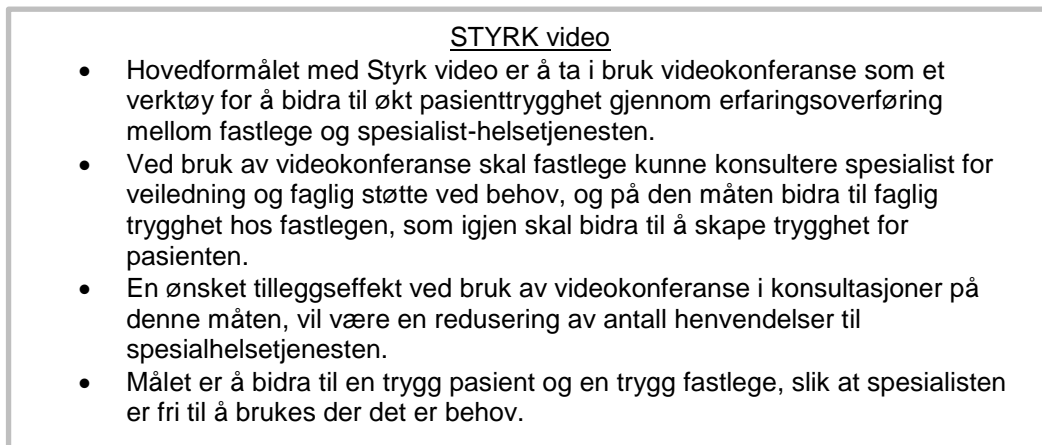 STYRK video
• Hovedformålet med Styrk video er å ta i bruk videokonferanse som et
verktøy for å bidra til økt pasienttrygghet gjennom erfaringsoverføring
mellom fastlege og spesialist-helsetjenesten.
• Ved bruk av videokonferanse skal fastlege kunne konsultere spesialist for
veiledning og faglig støtte ved behov, og på den måten bidra til faglig
trygghet hos fastlegen, som igjen skal bidra til å skape trygghet for
pasienten.
• En ønsket tilleggseffekt ved bruk av videokonferanse i konsultasjoner på
denne måten, vil være en redusering av antall henvendelser til
spesialhelsetjenesten.
• Målet er å bidra til en trygg pasient og en trygg fastlege, slik at spesialisten
er fri til å brukes der det er behov.